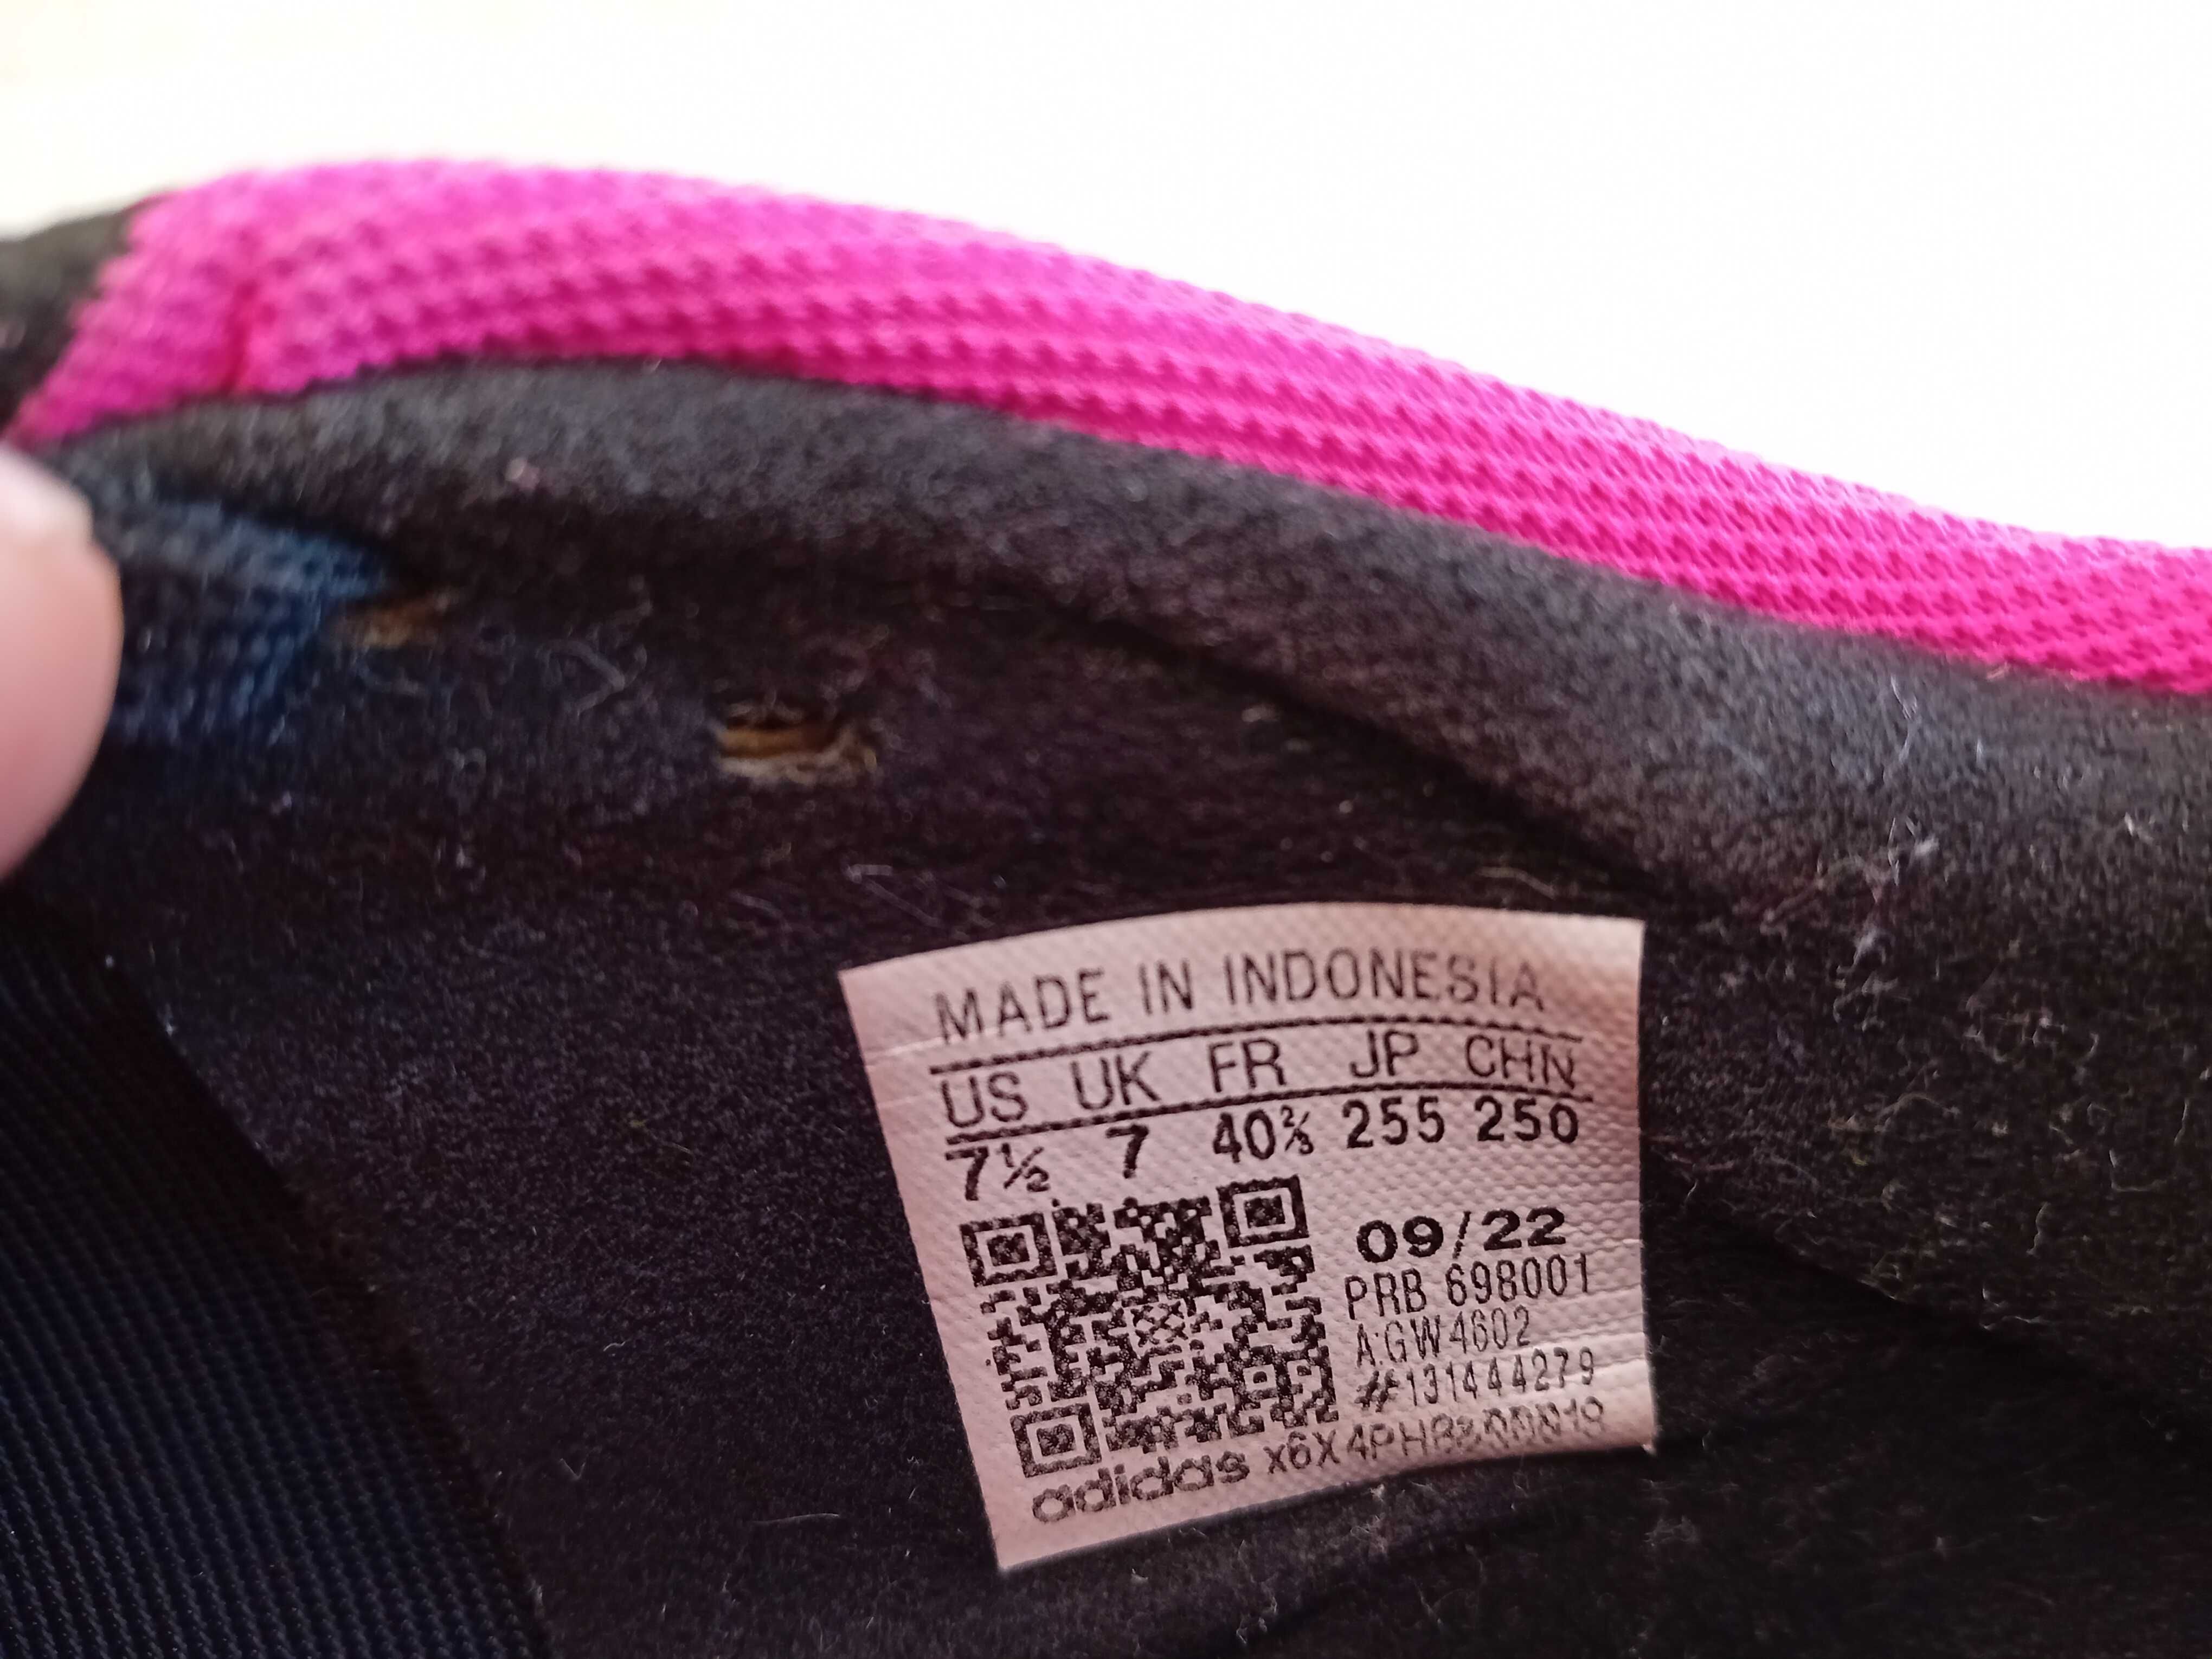 MADE IN INDONESIA
US UK FR JP CHN
7½ 7 40⅔ 255 250
09/22
PRB 698001
A:GW4602
#131444279
adidas